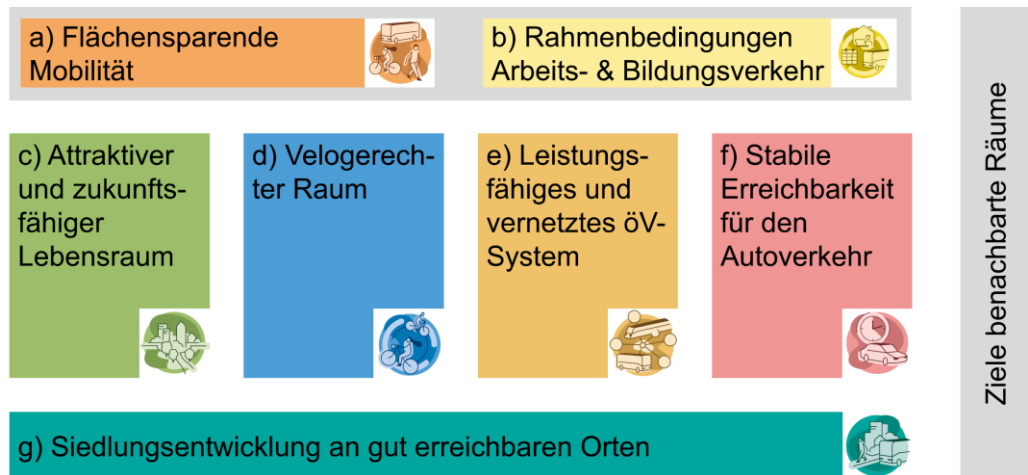 a) Flächensparende
Mobilität
b) Rahmenbedingungen
Arbeits- & Bildungsverkehr
c) Attraktiver
und zukunfts-
fähiger
Lebensraum
d) Velogerech-
ter Raum
e) Leistungs-
fähiges und
vernetztes öV-
System
f) Stabile
Erreichbarkeit
für den
Autoverkehr
g) Siedlungsentwicklung an gut erreichbaren Orten
Ziele benachbarte Räume